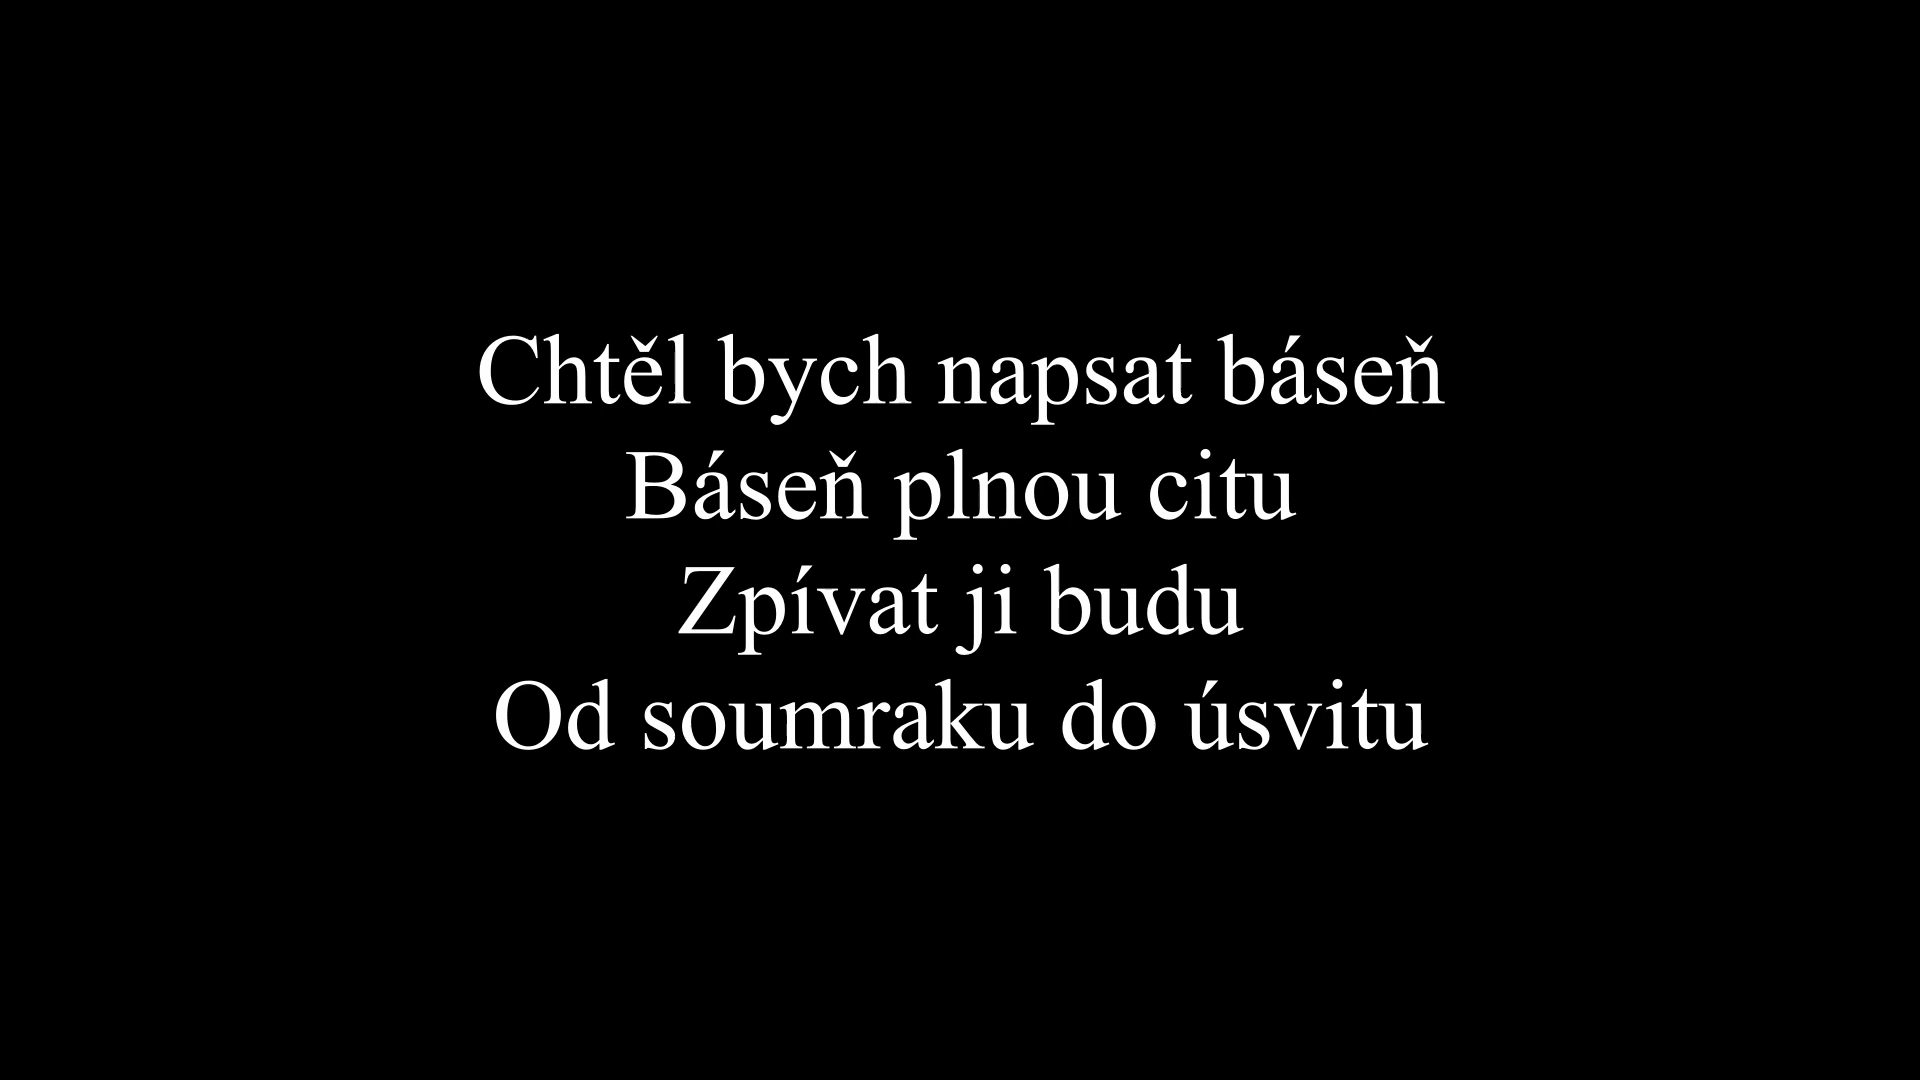 Chtěl bych napsat báseň
Báseň plnou citu
Zpívat ji budu
Od soumraku do úsvitu